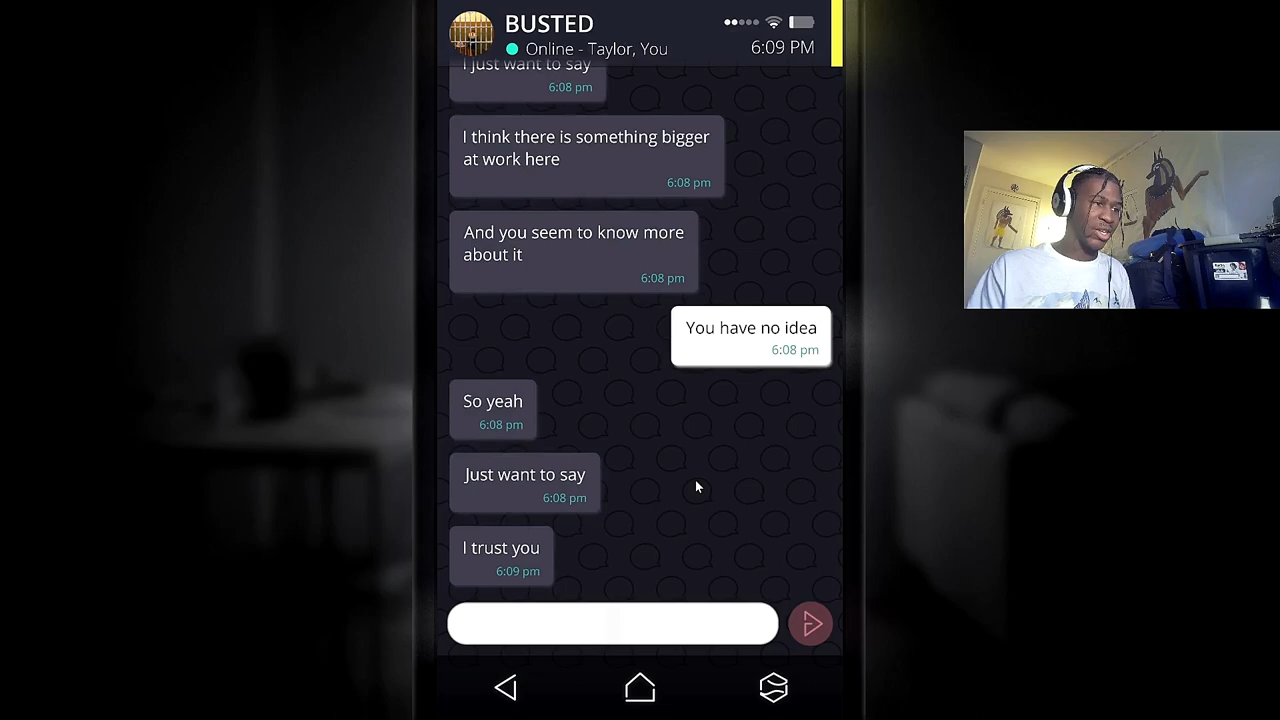 BUSTED
Online - Taylor, You
6:09 PM
I just want to say
6:08 pm
I think there is something bigger
at work here
6:08 pm
And you seem to know more
about it
6:08 pm
You have no idea
6:08 pm
So yeah
6:08 pm
Just want to say
6:08 pm
I trust you
6:09 pm